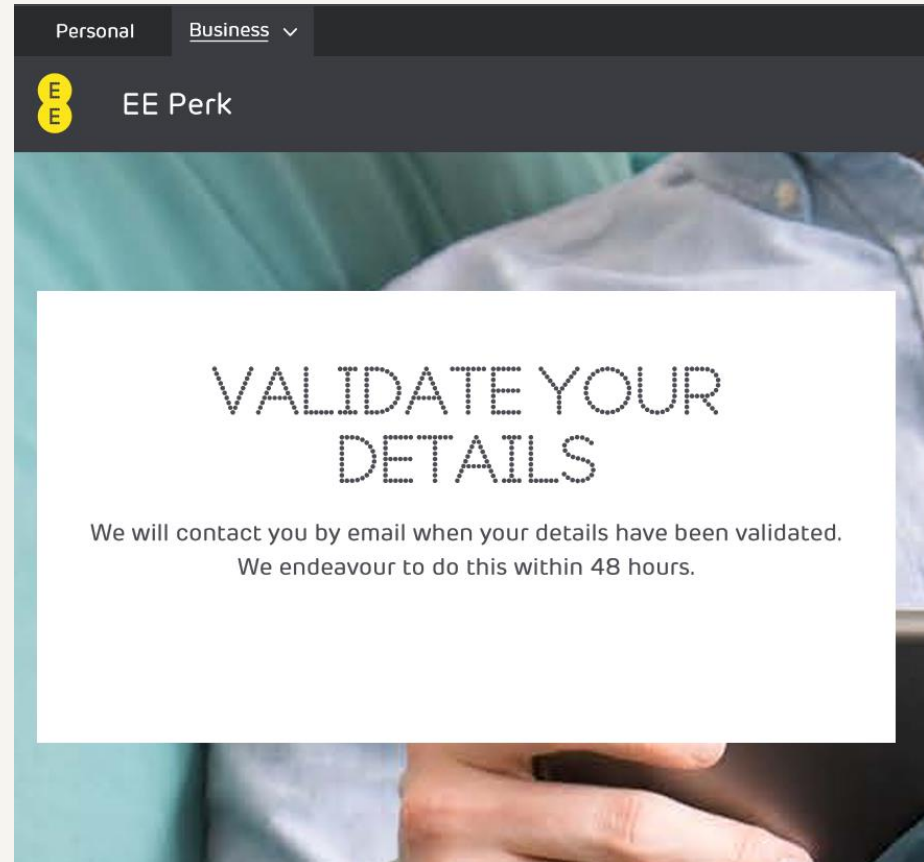 Personal Business
E
E
EE Perk
VALIDATE YOUR
DETAILS
We will contact you by email when your details have been validated.
We endeavour to do this within 48 hours.